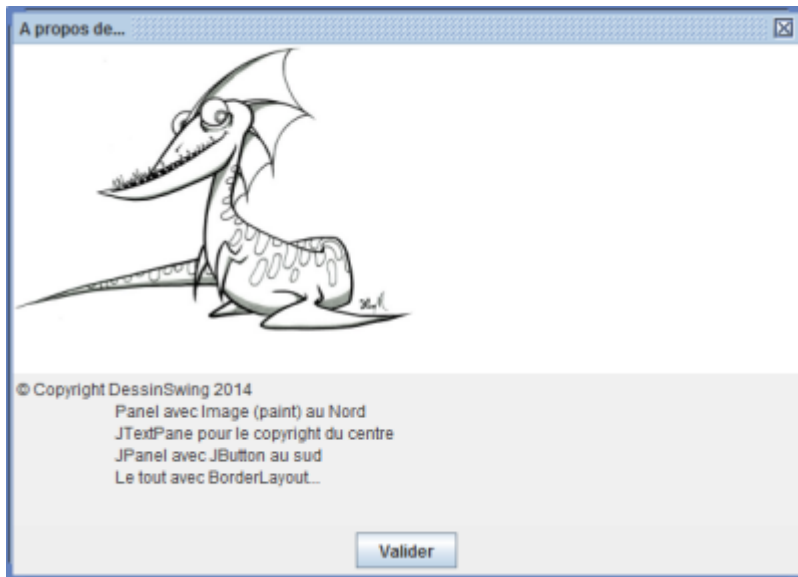 A propos de...
© Copyright DessinSwing 2014
Panel avec Image (paint) au Nord
JTextPane pour le copyright du centre
JPanel avec JButton au sud
Le tout avec BorderLayout...
Valider